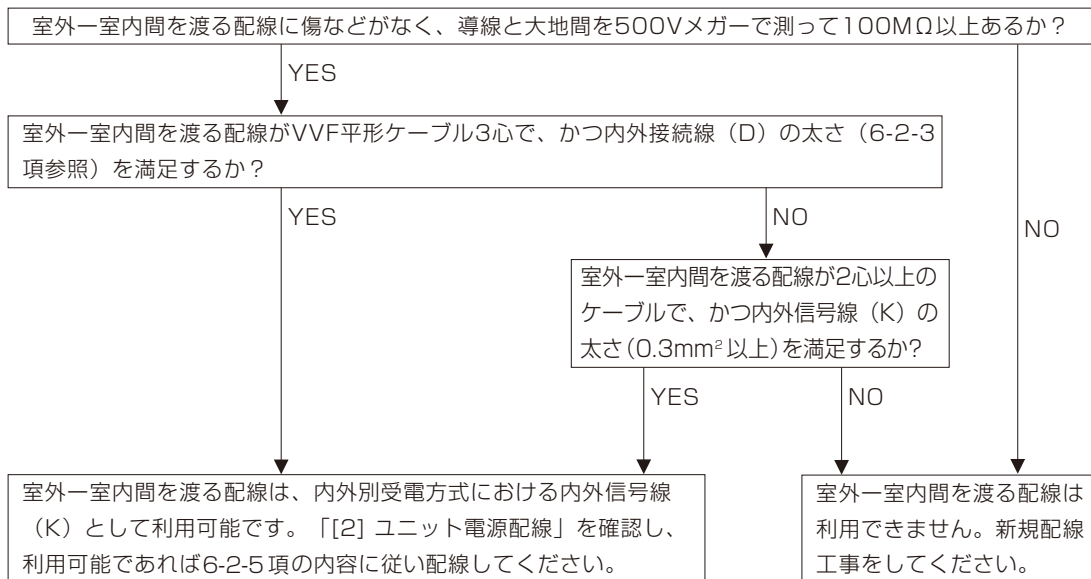 室外ー室内間を渡る配線に傷などがなく、導線と大地間を500Vメガーで測って100MΩ以上あるか？
YES
室外ー室内間を渡る配線がVVF平形ケーブル3心で、かつ内外接続線（D）の太さ（6-2-3
項参照）を満足するか？
YES
NO
NO
室外ー室内間を渡る配線が2心以上の
ケーブルで、かつ内外信号線（K）の
太さ（0.3mm²以上）を満足するか？
YES
NO
室外ー室内間を渡る配線は、内外別受電方式における内外信号線
（K）として利用可能です。「[2] ユニット電源配線」を確認し、
利用可能であれば6-2-5項の内容に従い配線してください。
室外ー室内間を渡る配線は
利用できません。新規配線
工事をしてください。